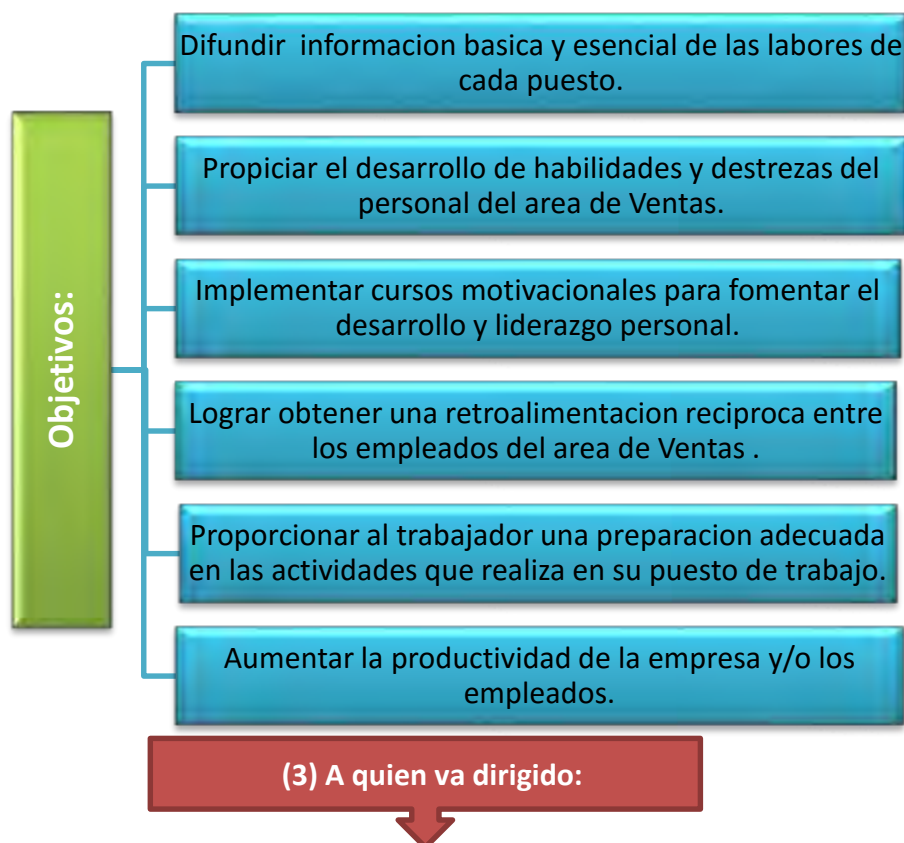 Objetivos:
Difundir informacion basica y esencial de las labores de
cada puesto.
Propiciar el desarrollo de habilidades y destrezas del
personal del area de Ventas.
Implementar cursos motivacionales para fomentar el
desarrollo y liderazgo personal.
Lograr obtener una retroalimentacion reciproca entre
los empleados del area de Ventas .
Proporcionar al trabajador una preparacion adecuada
en las actividades que realiza en su puesto de trabajo.
Aumentar la productividad de la empresa y/o los
empleados.
(3) A quien va dirigido: